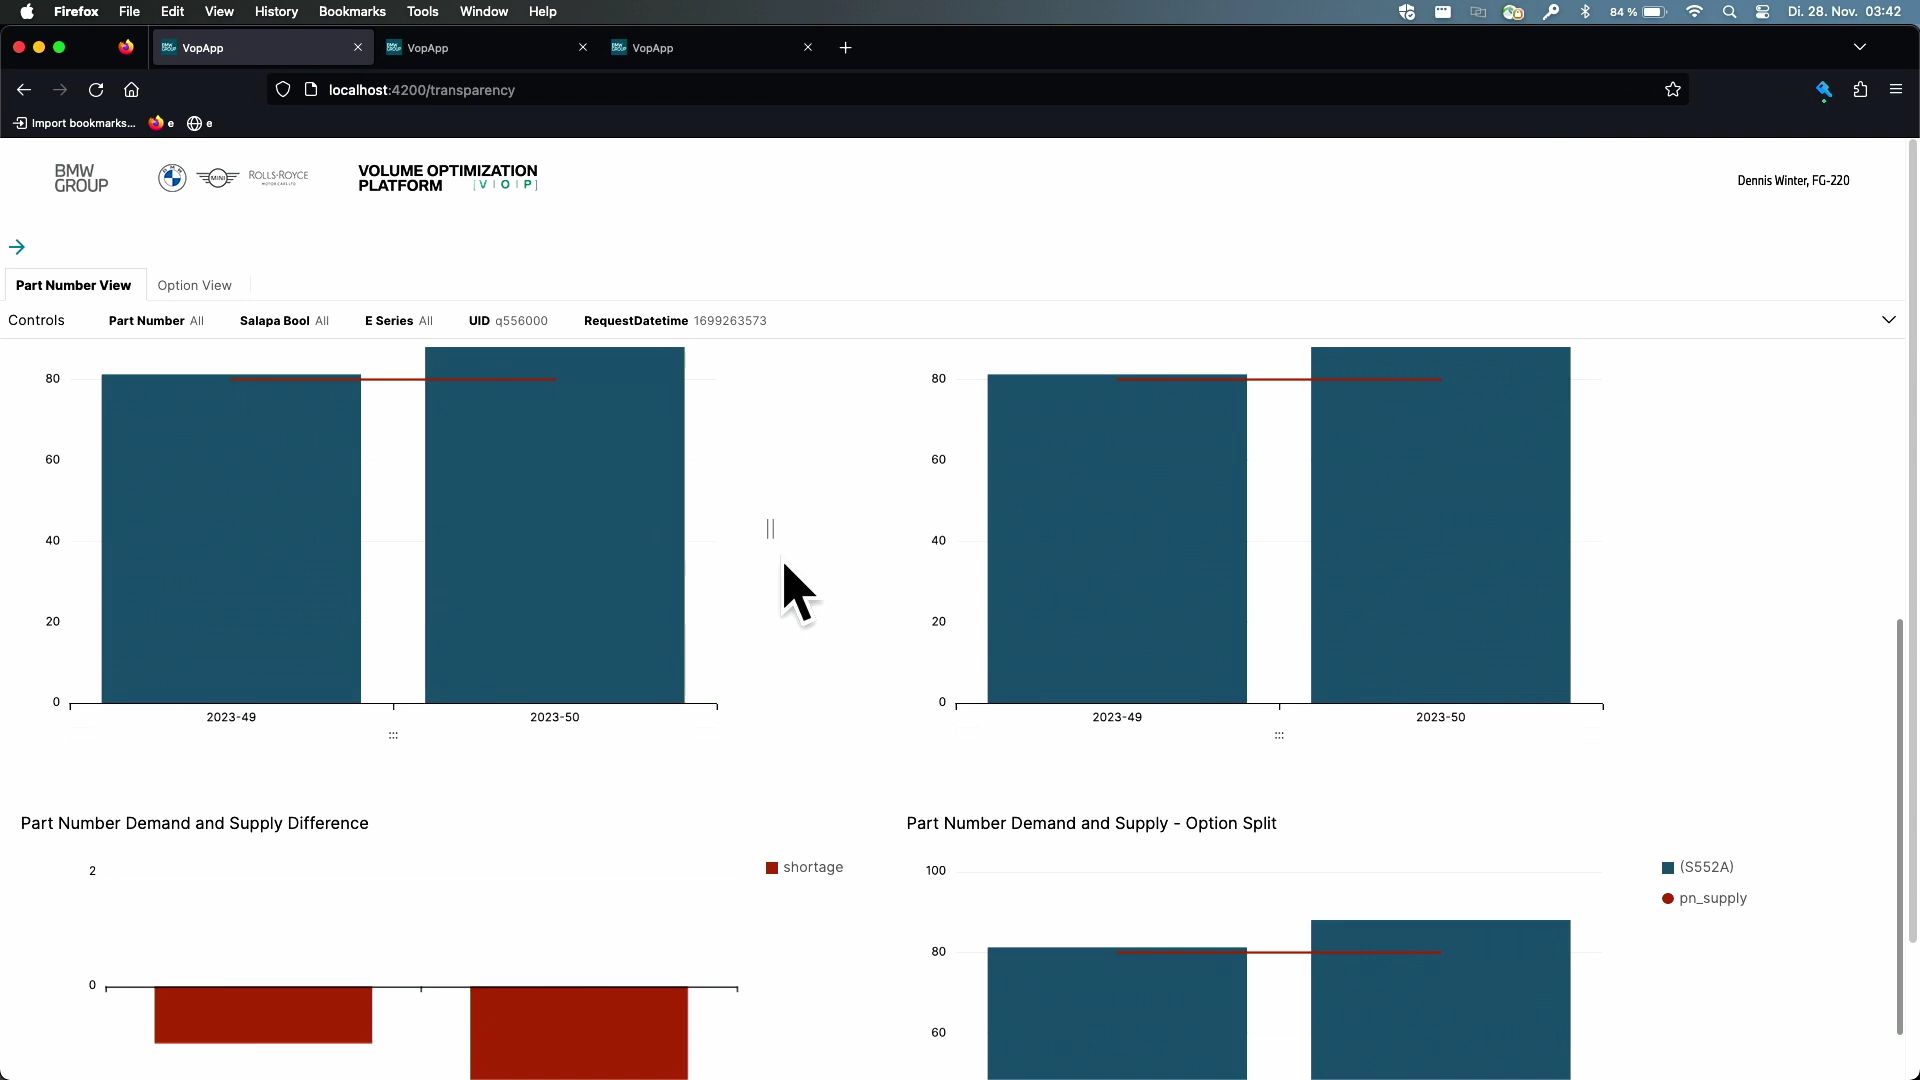 Firefox File Edit View History Bookmarks Tools Window Help 84 % Di. 28. Nov. 03:42
VopApp VopApp VopApp
localhost:4200/transparency
Import bookmarks... e e
BMW GROUP
MINI
ROLLS-ROYCE
MOTOR CARS LTD
VOLUME OPTIMIZATION
PLATFORM [V|O|P]
Dennis Winter, FG-220
Part Number View Option View
Controls Part Number All Salapa Bool All E Series All UID q556000 RequestDatetime 1699263573
80
60
40
20
0
2023-49 2023-50
80
60
40
20
0
2023-49 2023-50
Part Number Demand and Supply Difference
2
0
shortage
Part Number Demand and Supply - Option Split
100
80
60
(S552A)
pn_supply